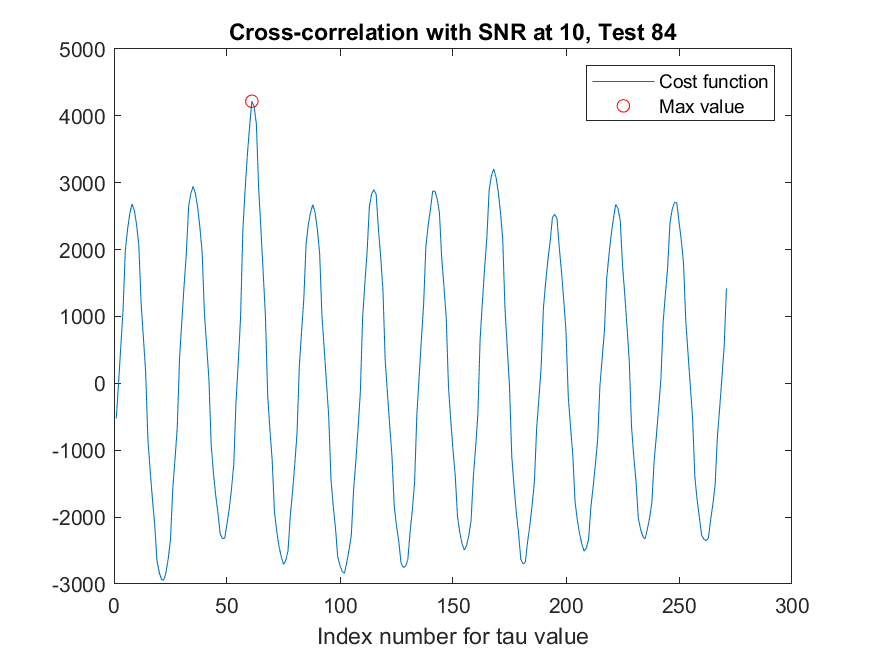 Cross-correlation with SNR at 10, Test 84
5000
4000
3000
2000
1000
0
-1000
-2000
-3000
Cost function
Max value
0 50 100 150 200 250 300
Index number for tau value